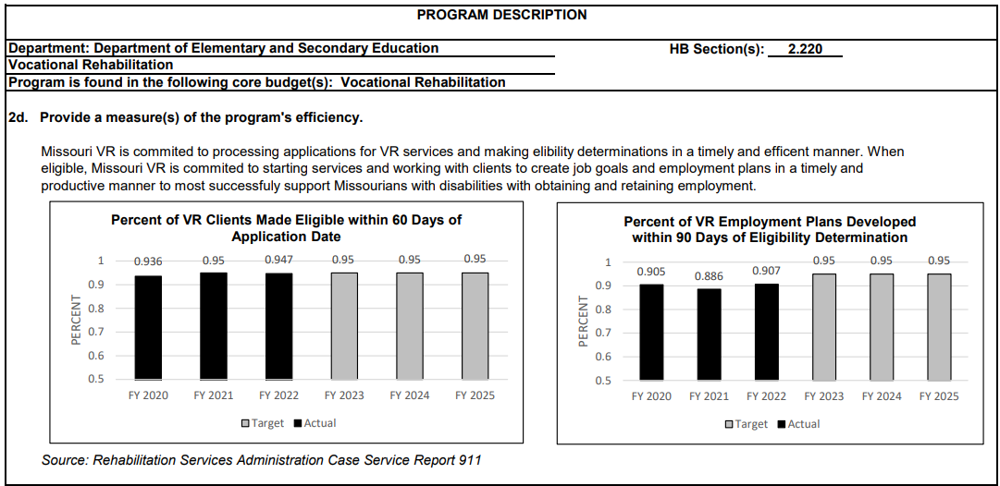 PROGRAM DESCRIPTION
Department: Department of Elementary and Secondary Education HB Section(s): 2.220
Vocational Rehabilitation
Program is found in the following core budget(s): Vocational Rehabilitation
2d. Provide a measure(s) of the program's efficiency.
Missouri VR is commited to processing applications for VR services and making elibility determinations in a timely and efficent manner. When
eligible, Missouri VR is commited to starting services and working with clients to create job goals and employment plans in a timely and
productive manner to most successfuly support Missourians with disabilities with obtaining and retaining employment.
Percent of VR Clients Made Eligible within 60 Days of
Application Date
1
0.9
0.8
0.7
0.6
0.5
PERCENT
0.936 0.95 0.947 0.95 0.95 0.95
FY 2020 FY 2021 FY 2022 FY 2023 FY 2024 FY 2025
Target Actual
Percent of VR Employment Plans Developed
within 90 Days of Eligibility Determination
1
0.9
0.8
0.7
0.6
0.5
PERCENT
0.905 0.886 0.907 0.95 0.95 0.95
FY 2020 FY 2021 FY 2022 FY 2023 FY 2024 FY 2025
Target Actual
Source: Rehabilitation Services Administration Case Service Report 911